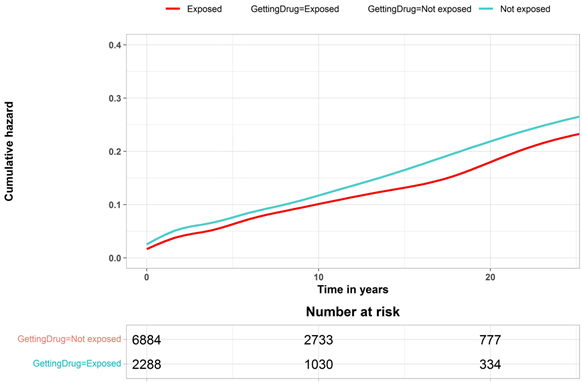 Exposed GettingDrug=Exposed GettingDrug=Not exposed Not exposed
Cumulative hazard
0.4
0.3
0.2
0.1
0.0
0 10 20
Time in years
Number at risk
GettingDrug=Not exposed 6884 2733 777
GettingDrug=Exposed 2288 1030 334